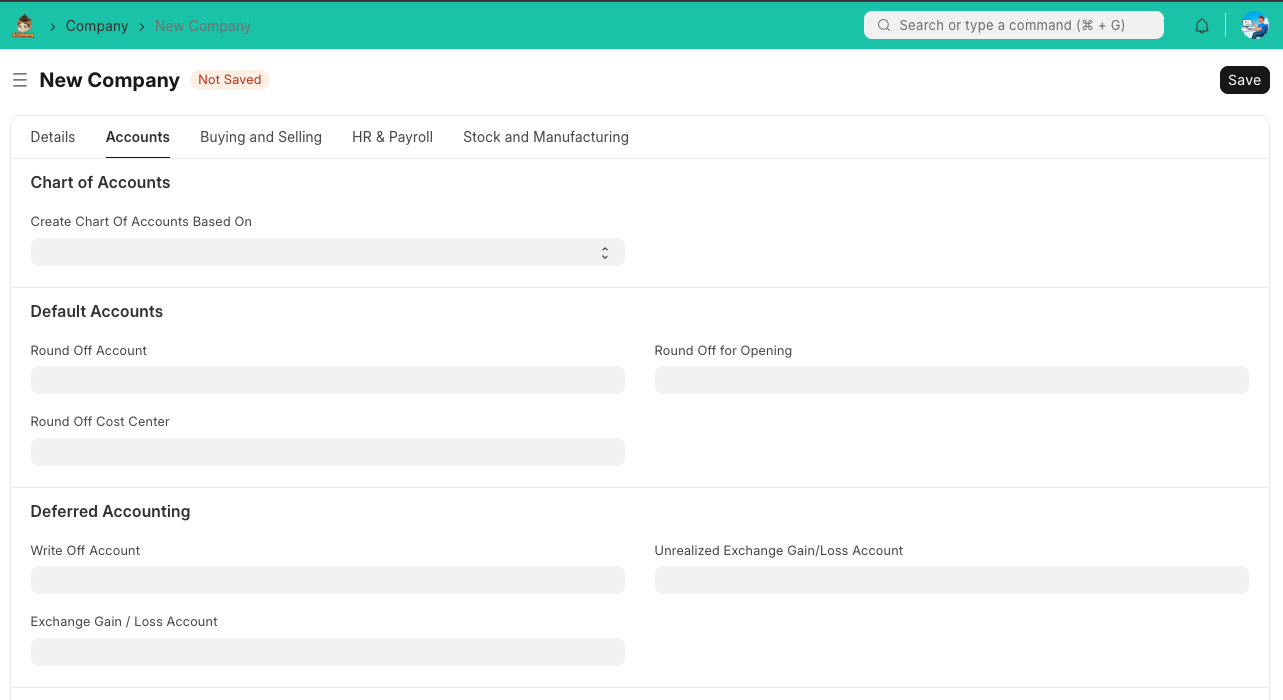 Company
New Company
Search or type a command (⌘ + G)
New Company
Not Saved
Save
Details
Accounts
Buying and Selling
HR & Payroll
Stock and Manufacturing
Chart of Accounts
Create Chart Of Accounts Based On
Default Accounts
Round Off Account
Round Off for Opening
Round Off Cost Center
Deferred Accounting
Write Off Account
Unrealized Exchange Gain/Loss Account
Exchange Gain / Loss Account